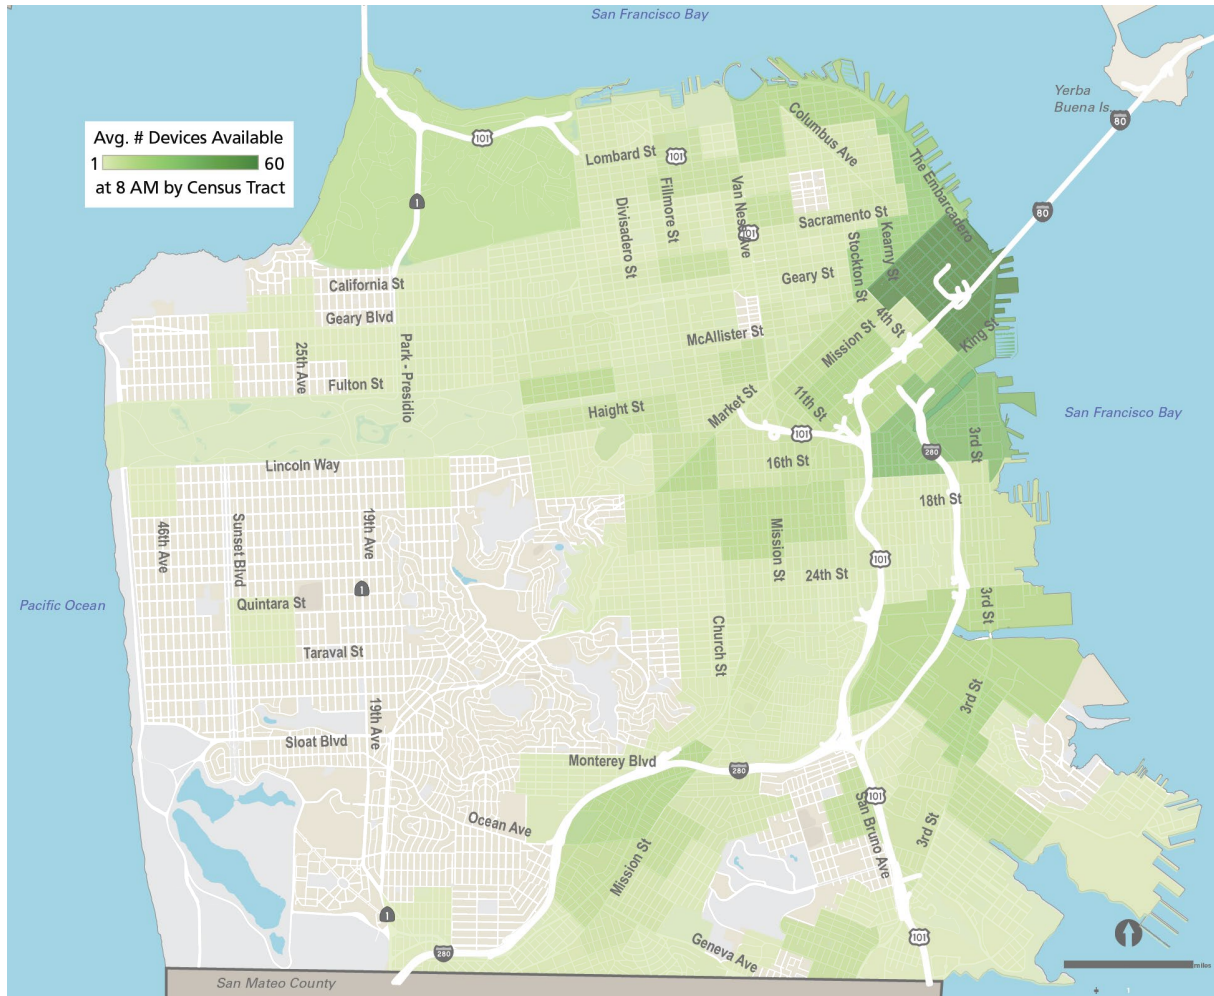 San Francisco Bay
Yerba
Buena Is.
80
Avg. # Devices Available
1 60
at 8 AM by Census Tract
101
Columbus Ave
Lombard St
101
The Embarcadero
1
Van Ness Ave
Fillmore St
Divisadero St
Sacramento St
80
101
Kearny St
Stockton St
California St
Geary St
Geary Blvd
4th St
Mission St
King St
McAllister St
25th Ave
Park - Presidio
Fulton St
Haight St
Market St
11th St
San Francisco Bay
101
3rd St
280
Lincoln Way
16th St
18th St
46th Ave
Sunset Blvd
19th Ave
Mission St
101
24th St
1
Pacific Ocean
Quintara St
3rd St
Taraval St
Church St
3rd St
19th Ave
Sloat Blvd
Monterey Blvd
280
101
San Bruno Ave
Ocean Ave
3rd St
Mission St
1
101
Geneva Ave
280
miles
1
San Mateo County